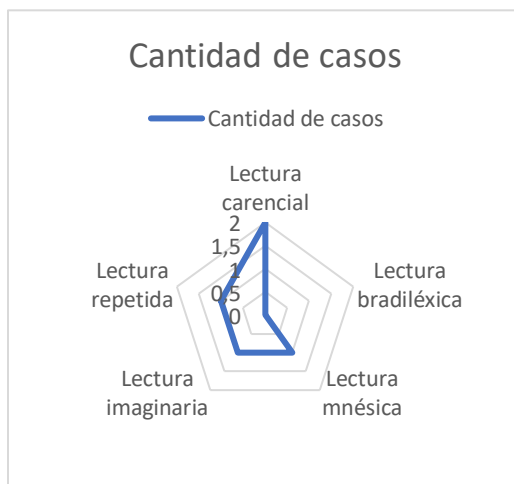 Cantidad de casos
Cantidad de casos
Lectura
carencial
2
1,5
1
0,5
0
Lectura
repetida
Lectura
bradiléxica
Lectura
imaginaria
Lectura
mnésica